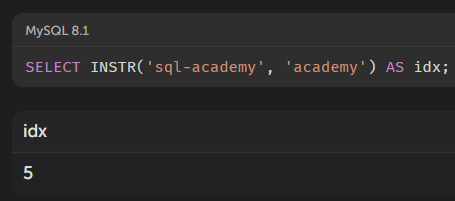 MySQL 8.1
SELECT INSTR('sql-academy', 'academy') AS idx;
idx
5